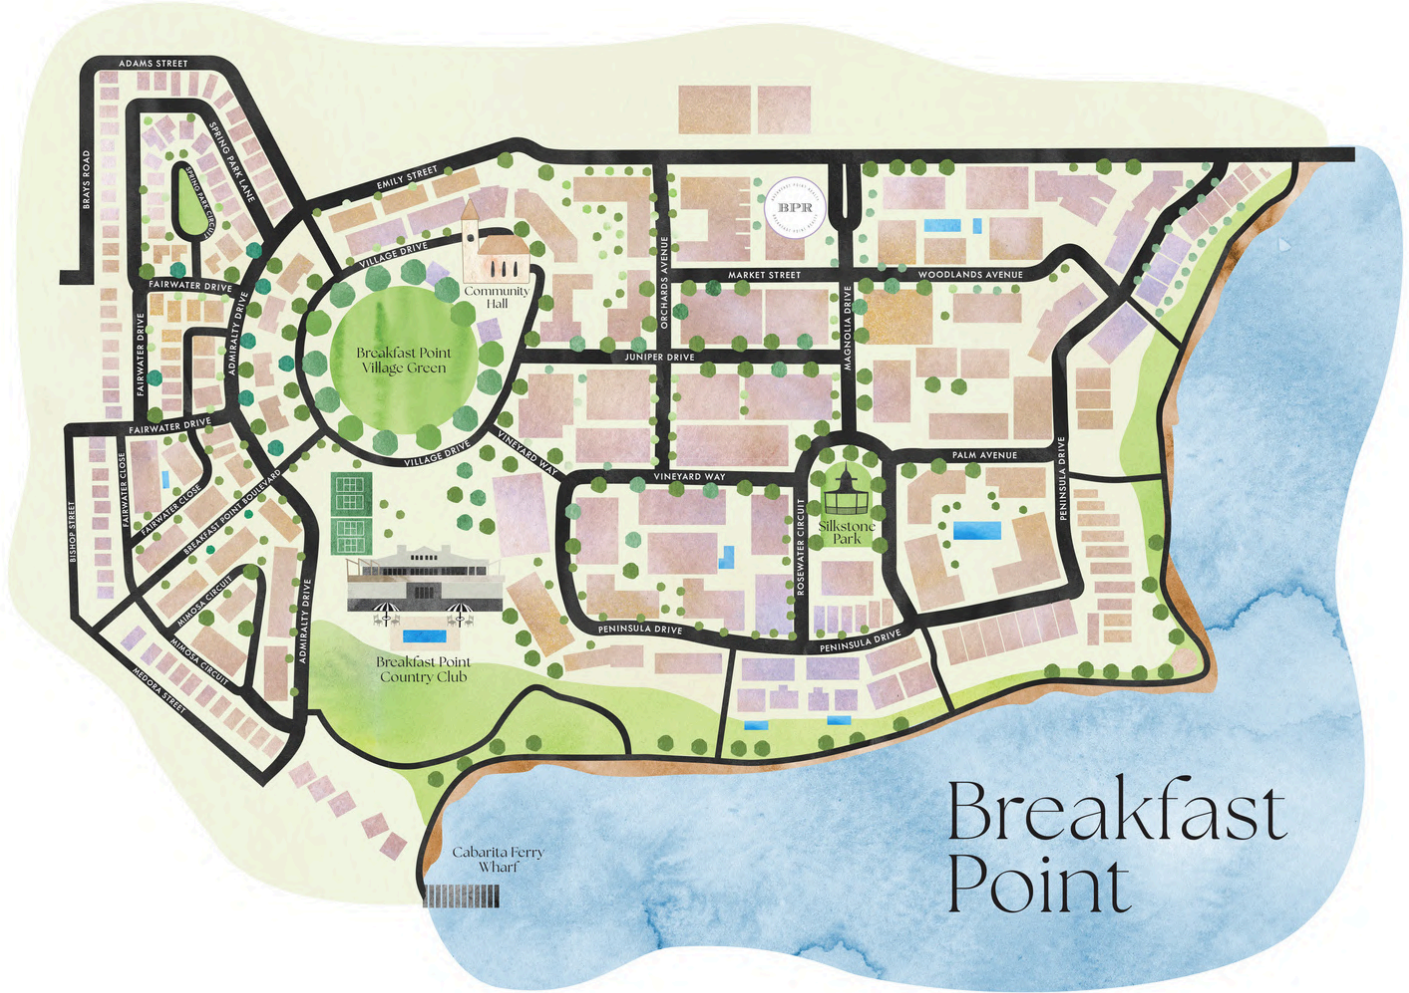 ADAMS STREET
SPRING PARK LANE
BRAYS ROAD
SPRING PARK CIRCUIT
EMILY STREET
BPR
VILLAGE DRIVE
ORCHARDS AVENUE
MARKET STREET
WOODLANDS AVENUE
FAIRWATER DRIVE
Community
Hall
ADMIRALTY DRIVE
MAGNOLIA DRIVE
FAIRWATER DRIVE
Breakfast Point
Village Green
JUNIPER DRIVE
FAIRWATER DRIVE
VILLAGE DRIVE
VINEYARD WAY
PALM AVENUE
PENINSULA DRIVE
VINEYARD WAY
FAIRWATER CLOSE
FAIRWATER CLOSE
BREAKFAST POINT BOULEVARD
BISHOP STREET
ROSEWATER CIRCUIT
Silkstone
Park
MIMOSA CIRCUIT
ADMIRALTY DRIVE
PENINSULA DRIVE
PENINSULA DRIVE
MIMOSA CIRCUIT
MEDORA STREET
Breakfast Point
Country Club
Breakfast
Point
Cabarita Ferry
Wharf